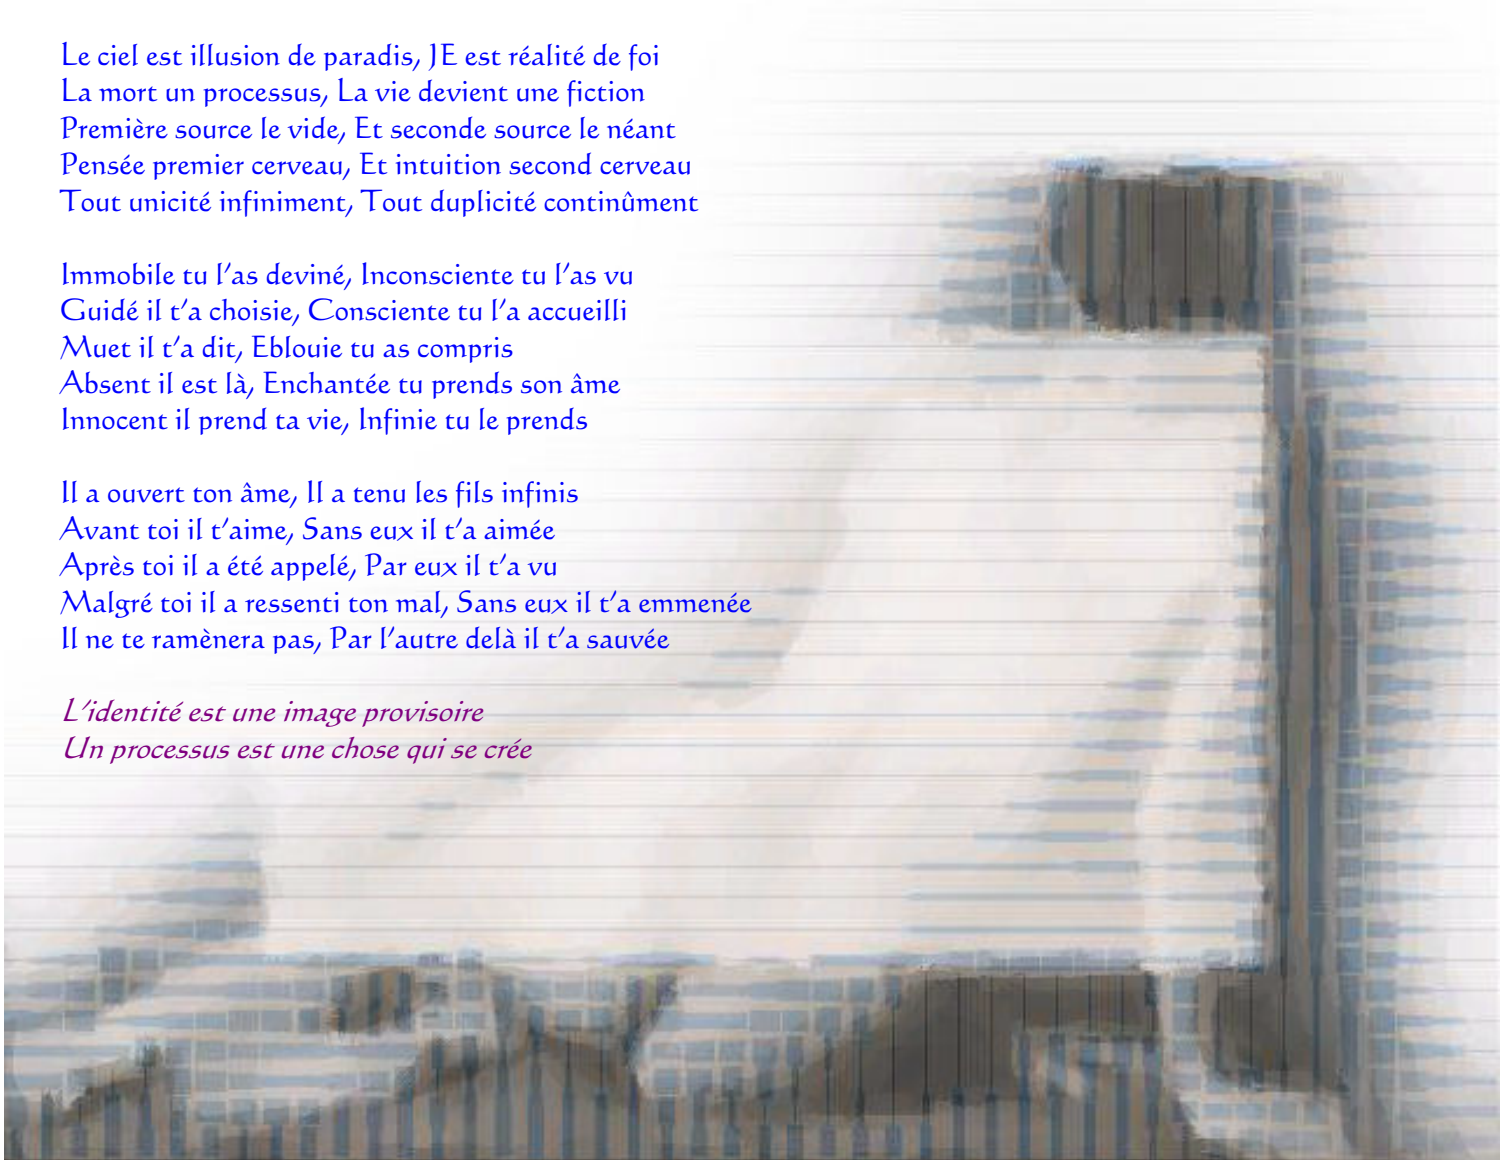 Le ciel est illusion de paradis, JE est réalité de foi
La mort un processus, La vie devient une fiction
Première source le vide, Et seconde source le néant
Pensée premier cerveau, Et intuition second cerveau
Tout unicité infiniment, Tout duplicité continûment
Immobile tu l'as deviné, Inconsciente tu l'as vu
Guidé il t'a choisie, Consciente tu l'a accueilli
Muet il t'a dit, Eblouie tu as compris
Absent il est là, Enchantée tu prends son âme
Innocent il prend ta vie, Infinie tu le prends
Il a ouvert ton âme, Il a tenu les fils infinis
Avant toi il t'aime, Sans eux il t'a aimée
Après toi il a été appelé, Par eux il t'a vu
Malgré toi il a ressenti ton mal, Sans eux il t'a emmenée
Il ne te ramènera pas, Par l'autre delà il t'a sauvée
L'identité est une image provisoire
Un processus est une chose qui se crée